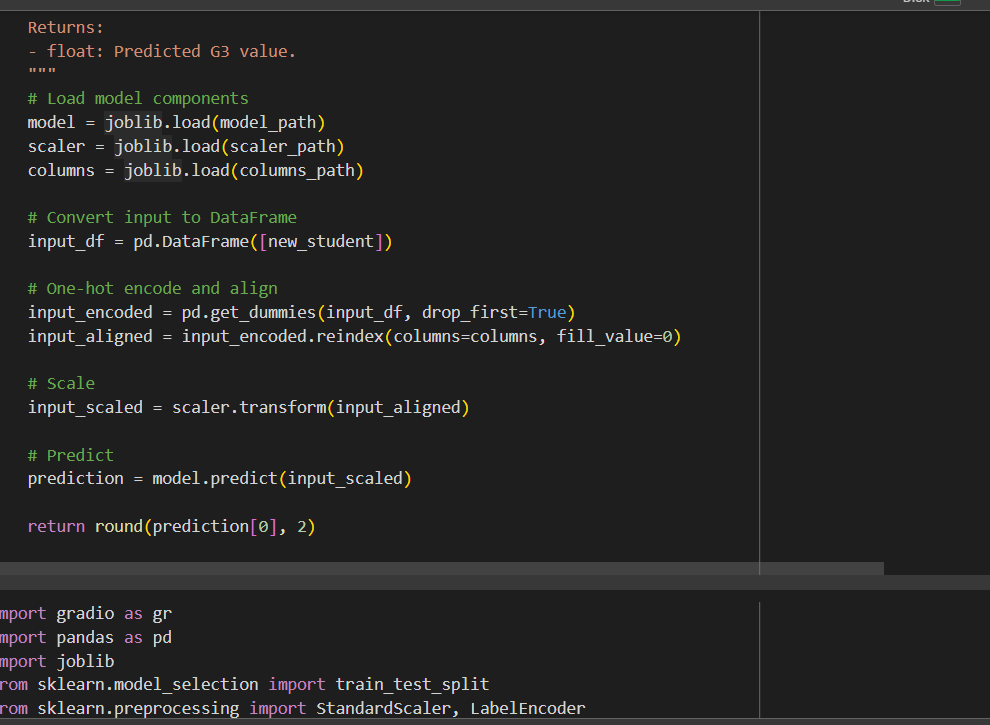 Disk
Returns:
- float: Predicted G3 value.
"""
# Load model components
model = joblib.load(model_path)
scaler = joblib.load(scaler_path)
columns = joblib.load(columns_path)
# Convert input to DataFrame
input_df = pd.DataFrame([new_student])
# One-hot encode and align
input_encoded = pd.get_dummies(input_df, drop_first=True)
input_aligned = input_encoded.reindex(columns=columns, fill_value=0)
# Scale
input_scaled = scaler.transform(input_aligned)
# Predict
prediction = model.predict(input_scaled)
return round(prediction[0], 2)
mport gradio as gr
mport pandas as pd
mport joblib
rom sklearn.model_selection import train_test_split
rom sklearn.preprocessing import StandardScaler, LabelEncoder